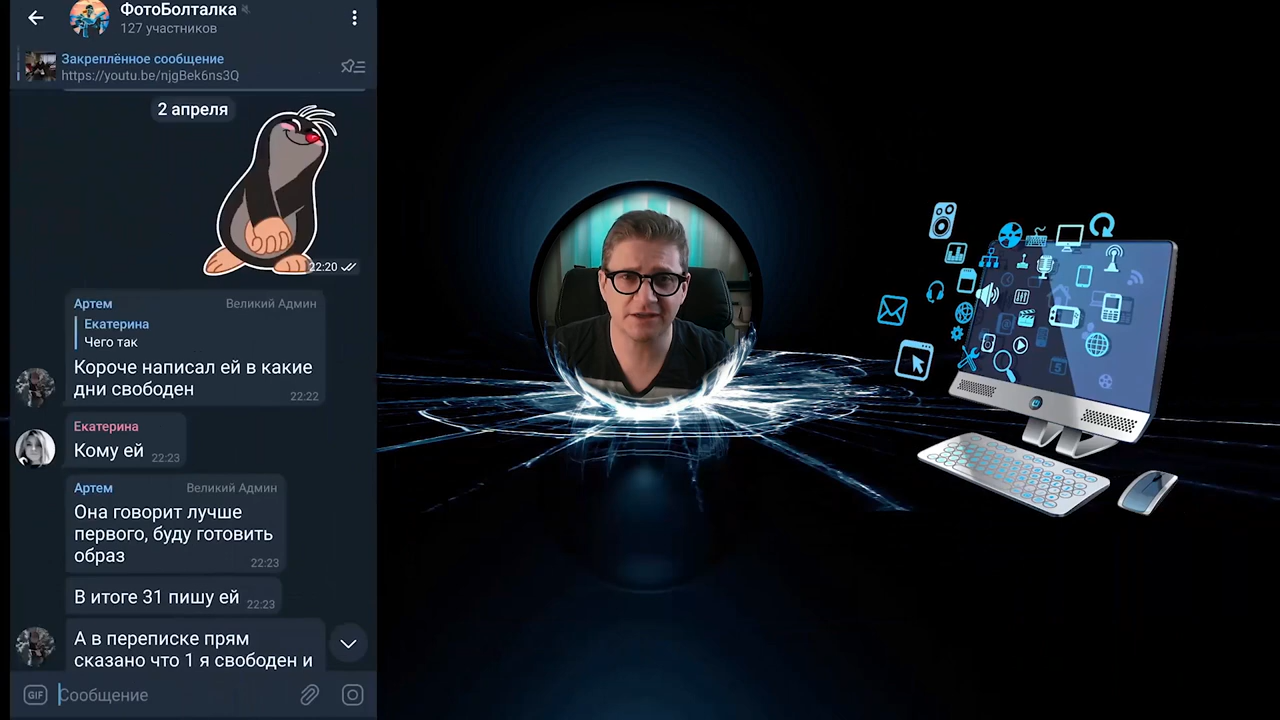 ФотоБолталка
127 участников
Закреплённое сообщение
https://youtu.be/njgBek6ns3Q
2 апреля
22:20
Артем Великий Админ
Екатерина
Чего так
Короче написал ей в какие
дни свободен
22:22
Екатерина
Кому ей 22:23
Артем Великий Админ
Она говорит лучше
первого, буду готовить
образ
22:23
В итоге 31 пишу ей 22:23
А в переписке прям
сказано что 1 я свободен и
GIF Сообщение
5